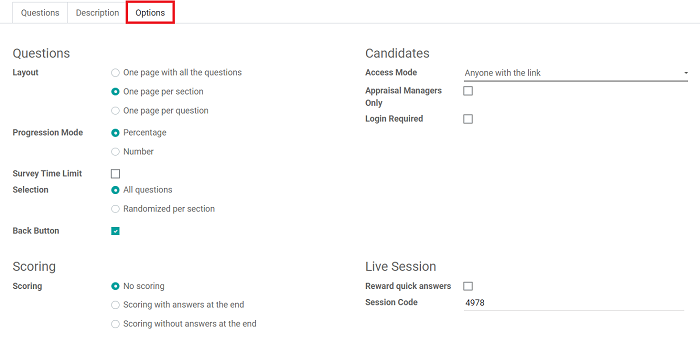 Questions Description Options
Questions
Layout One page with all the questions
One page per section
One page per question
Progression Mode Percentage
Number
Survey Time Limit
Selection All questions
Randomized per section
Back Button
Candidates
Access Mode Anyone with the link
Appraisal Managers
Only
Login Required
Scoring
Scoring No scoring
Scoring with answers at the end
Scoring without answers at the end
Live Session
Reward quick answers
Session Code 4978